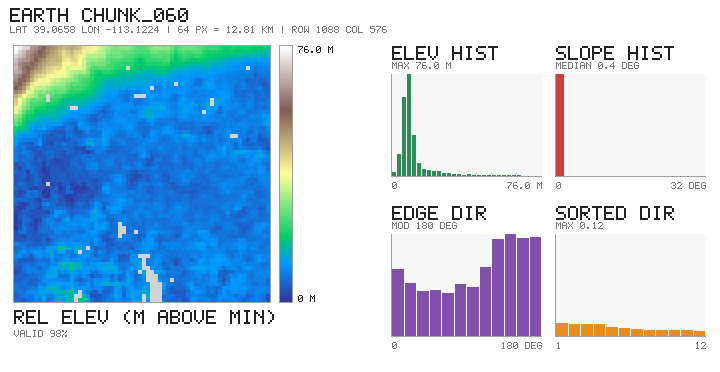 EARTH CHUNK_060
LAT 39.0658 LON -113.1224 | 64 PX = 12.81 KM | ROW 1088 COL 576
76.0 M
0 M
REL ELEV (M ABOVE MIN)
VALID 98%
ELEV HIST
MAX 76.0 M
0 76.0 M
SLOPE HIST
MEDIAN 0.4 DEG
0 32 DEG
EDGE DIR
MOD 180 DEG
0 180 DEG
SORTED DIR
MAX 0.12
1 12